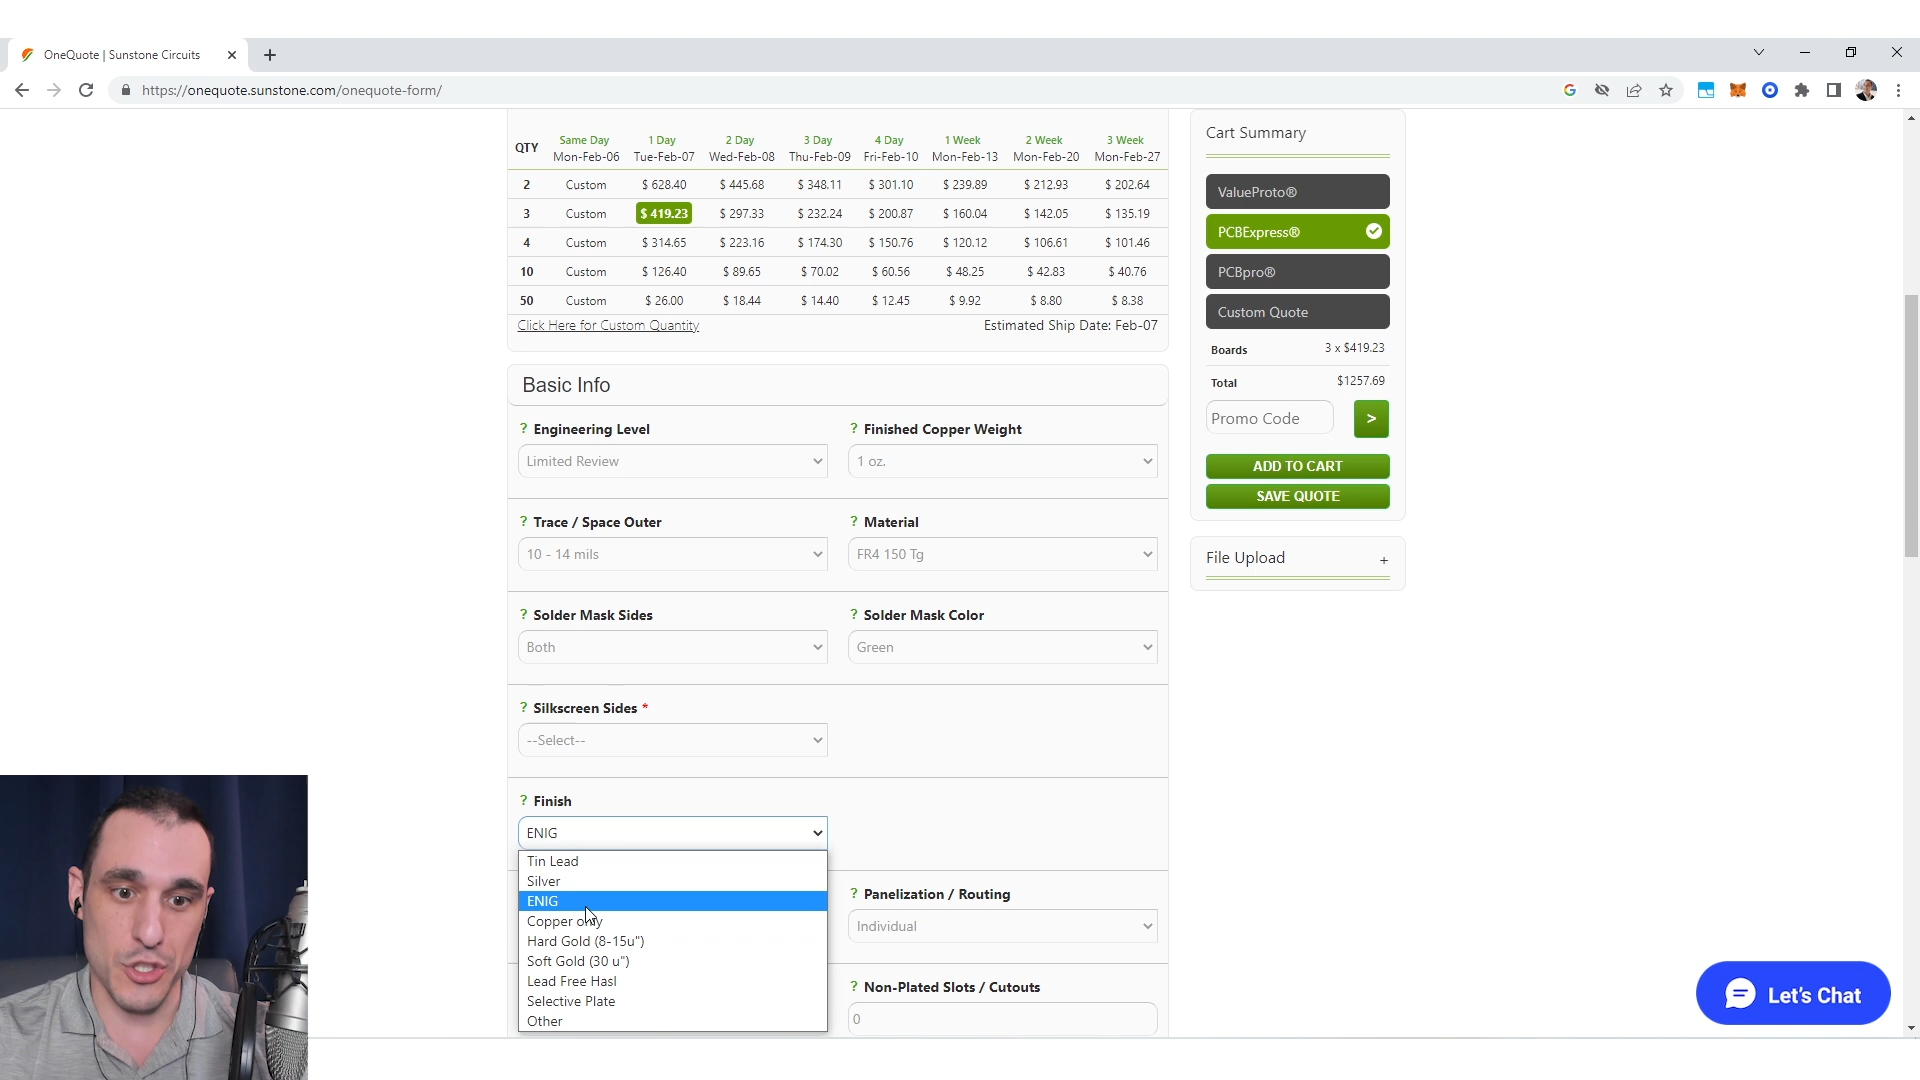 OneQuote | Sunstone Circuits
https://onequote.sunstone.com/onequote-form/
QTY
Same Day 1 Day 2 Day 3 Day 4 Day 1 Week 2 Week 3 Week
Mon-Feb-06 Tue-Feb-07 Wed-Feb-08 Thu-Feb-09 Fri-Feb-10 Mon-Feb-13 Mon-Feb-20 Mon-Feb-27
2 Custom $ 628.40 $ 445.68 $ 348.11 $ 301.10 $ 239.89 $ 212.93 $ 202.64
3 Custom $ 419.23 $ 297.33 $ 232.24 $ 200.87 $ 160.04 $ 142.05 $ 135.19
4 Custom $ 314.65 $ 223.16 $ 174.30 $ 150.76 $ 120.12 $ 106.61 $ 101.46
10 Custom $ 126.40 $ 89.65 $ 70.02 $ 60.56 $ 48.25 $ 42.83 $ 40.76
50 Custom $ 26.00 $ 18.44 $ 14.40 $ 12.45 $ 9.92 $ 8.80 $ 8.38
Click Here for Custom Quantity Estimated Ship Date: Feb-07
Basic Info
? Engineering Level ? Finished Copper Weight
Limited Review 1 oz.
? Trace / Space Outer ? Material
10 - 14 mils FR4 150 Tg
? Solder Mask Sides ? Solder Mask Color
Both Green
? Silkscreen Sides *
--Select--
? Finish
ENIG
Tin Lead
Silver
ENIG
Copper only
Hard Gold (8-15u")
Soft Gold (30 u")
Lead Free Hasl
Selective Plate
Other
? Panelization / Routing
Individual
? Non-Plated Slots / Cutouts
0
Cart Summary
ValueProto®
PCBExpress®
PCBpro®
Custom Quote
Boards 3 x $419.23
Total $1257.69
Promo Code >
ADD TO CART
SAVE QUOTE
File Upload +
Let's Chat